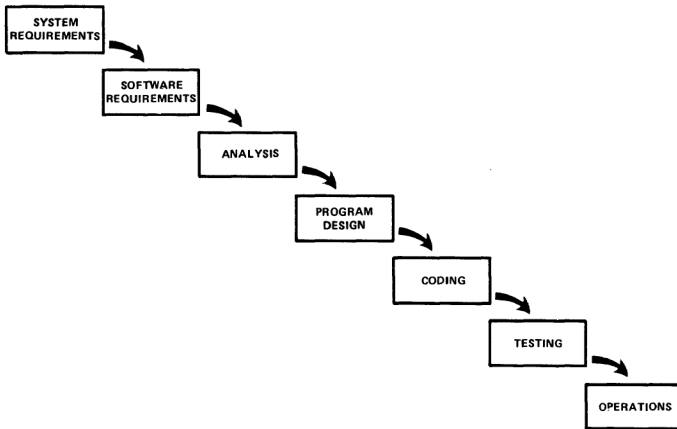 SYSTEM
REQUIREMENTS
SOFTWARE
REQUIREMENTS
ANALYSIS
PROGRAM
DESIGN
CODING
TESTING
OPERATIONS